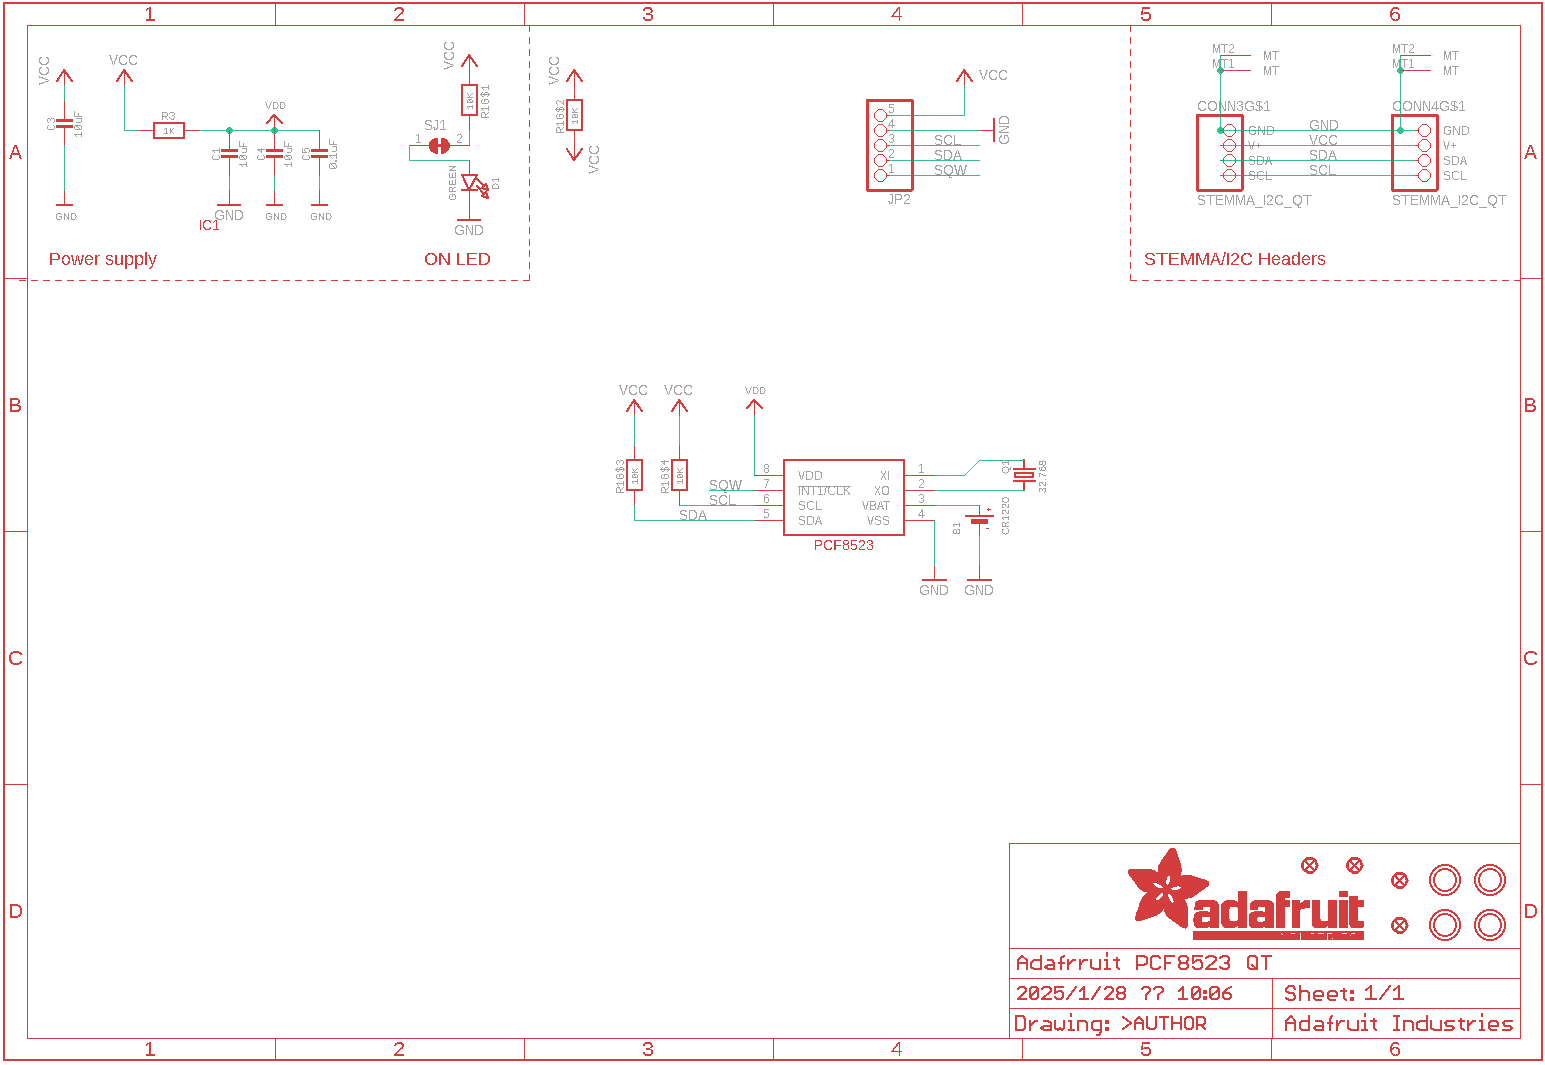 1 2 3 4 5 6
A
VCC
C3
10uF
GND
VCC
R3
1K
VDD
C1
10uF
C4
10uF
C5
0.1uF
GND
GND
GND
IC1
Power supply
VCC
10K
R1G$1
SJ1
1 2
GREEN
D1
GND
ON LED
VCC
R1G$2
10K
VCC
VCC
5
4
GND
3 SCL
2 SDA
1 SQW
JP2
MT2 MT
MT1 MT
MT2 MT
MT1 MT
CONN3G$1
CONN4G$1
GND GND GND
V+ VCC V+
SDA SDA SDA
SCL SCL SCL
STEMMA_I2C_QT
STEMMA_I2C_QT
STEMMA/I2C Headers
A
B
VCC VCC VDD
R1G$3
10K
R1G$4
10K
8 VDD XI 1
SQW 7 INT1/CLK XO 2
SCL 6 SCL VBAT 3
SDA 5 SDA VSS 4
PCF8523
Q1
32.768
+
-
B1
CR1220
GND GND
B
C C
D D
adafruit
Adafrruit PCF8523 QT
2025/1/28 ?? 10:06 Sheet: 1/1
Drawing: >AUTHOR Adafruit Industries
1 2 3 4 5 6